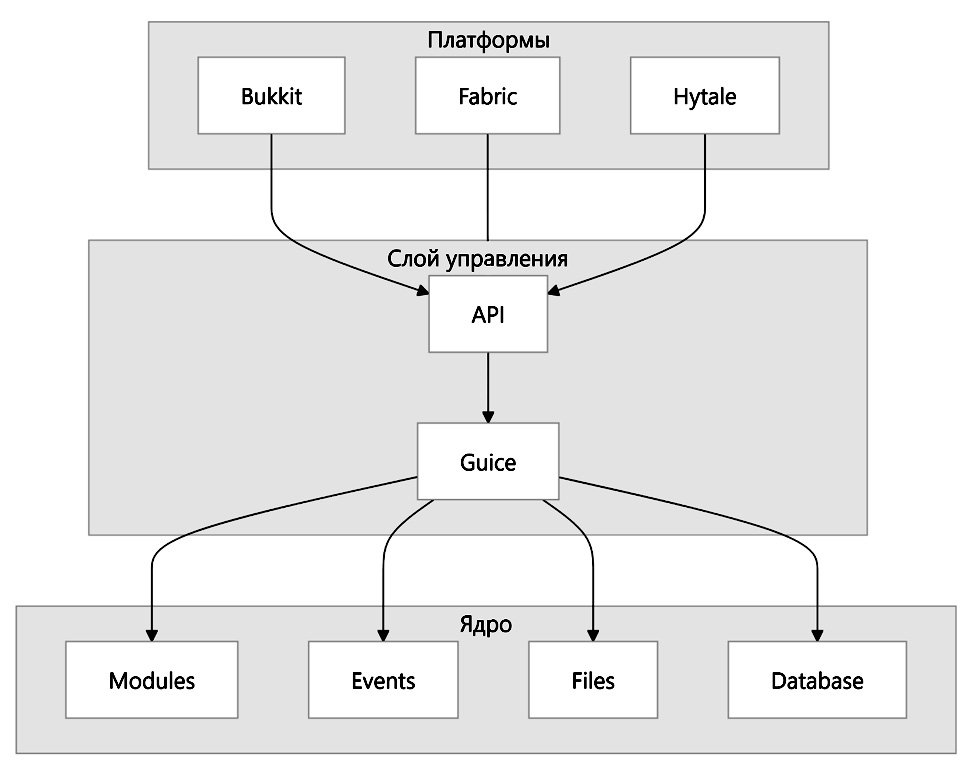 Платформы
Bukkit
Fabric
Hytale
Слой управления
API
Guice
Ядро
Modules
Events
Files
Database